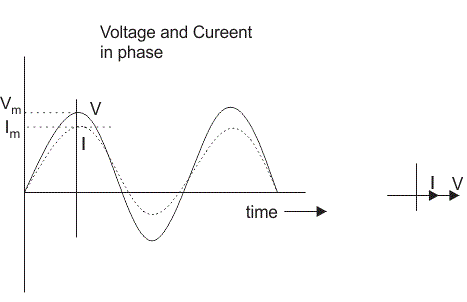 Voltage and Cureent
in phase
Vm
V
Im
I
time
I V